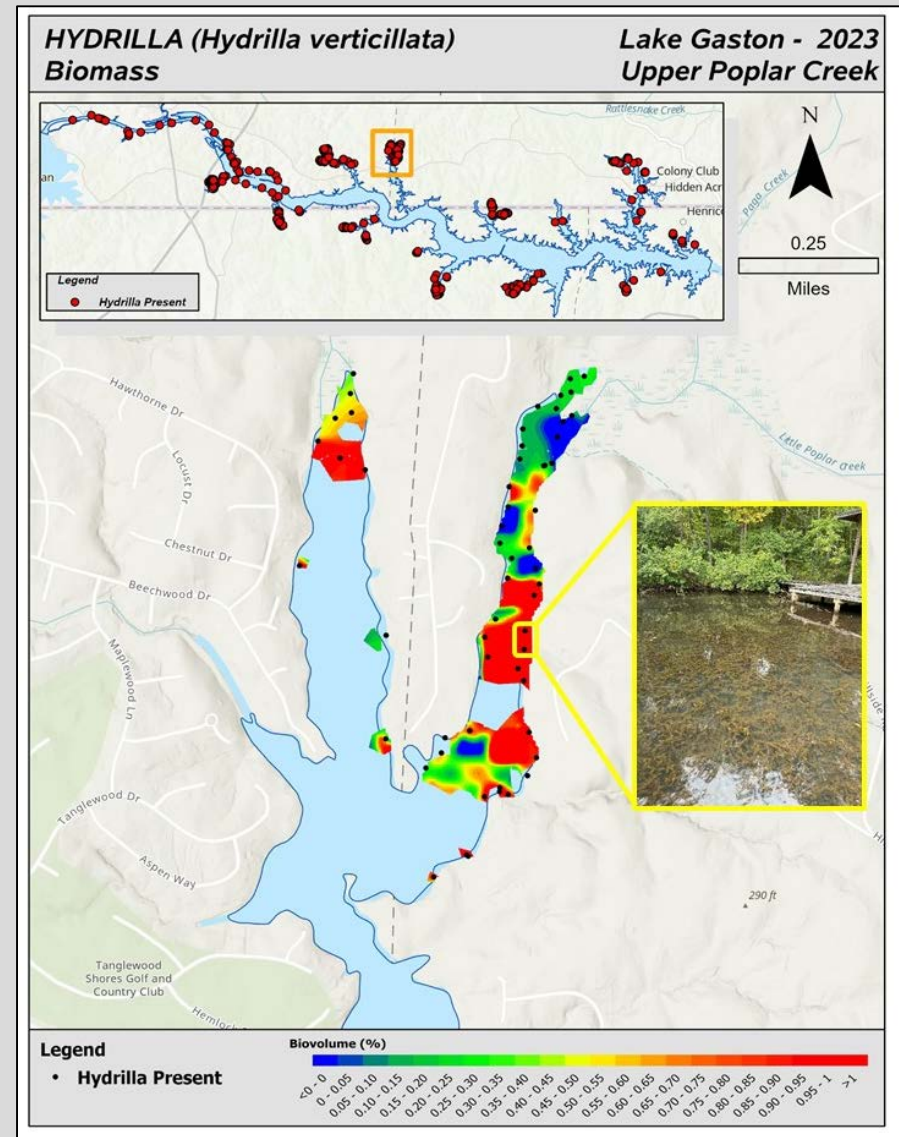 HYDRILLA (Hydrilla verticillata)
Biomass
Lake Gaston - 2023
Upper Poplar Creek
Rattlesnake Creek
an
Colony Club
Hidden Acr
Henrico
Legend
Hydrilla Present
N
0.25
Miles
Paga Creek
Hawthorne Dr
Locust Dr
Chestnut Dr
Beechwood Dr
Maplewood Ln
Little Poplar Creek
Tanglewood Dr
Aspen Way
290 ft
Tanglewood
Shores Golf and
Country Club
Hemlock
Legend
Hydrilla Present
Biovolume (%)
<0 - 0
0 - 0.05
0.05 - 0.10
0.10 - 0.15
0.15 - 0.20
0.20 - 0.25
0.25 - 0.30
0.30 - 0.35
0.35 - 0.40
0.40 - 0.45
0.45 - 0.50
0.50 - 0.55
0.55 - 0.60
0.60 - 0.65
0.65 - 0.70
0.70 - 0.75
0.75 - 0.80
0.80 - 0.85
0.85 - 0.90
0.90 - 0.95
0.95 - 1
>1